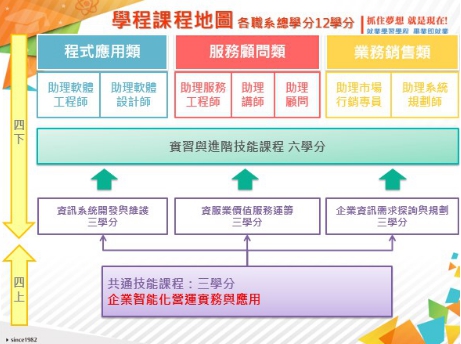 學程課程地圖 各職系總學分12學分
抓住夢想 就是現在!
就業學習學程 畢業即就業
程式應用類
服務顧問類
業務銷售類
助理軟體
工程師
助理軟體
設計師
助理服務
工程師
助理
講師
助理
顧問
助理市場
行銷專員
助理系統
規劃師
四下
實習與進階技能課程 六學分
資訊系統開發與維護
三學分
資服業價值服務運籌
三學分
企業資訊需求探詢與規劃
三學分
四上
共通技能課程：三學分
企業智能化營運實務與應用
since1982